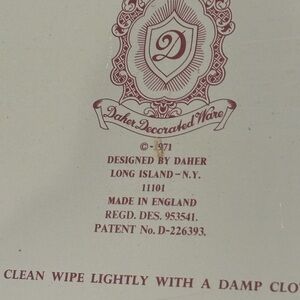 D
Daher Decorated Ware
© 1971
DESIGNED BY DAHER
LONG ISLAND - N.Y.
11101
MADE IN ENGLAND
REGD. DES. 953541.
PATENT No. D-226393.
CLEAN WIPE LIGHTLY WITH A DAMP CLO